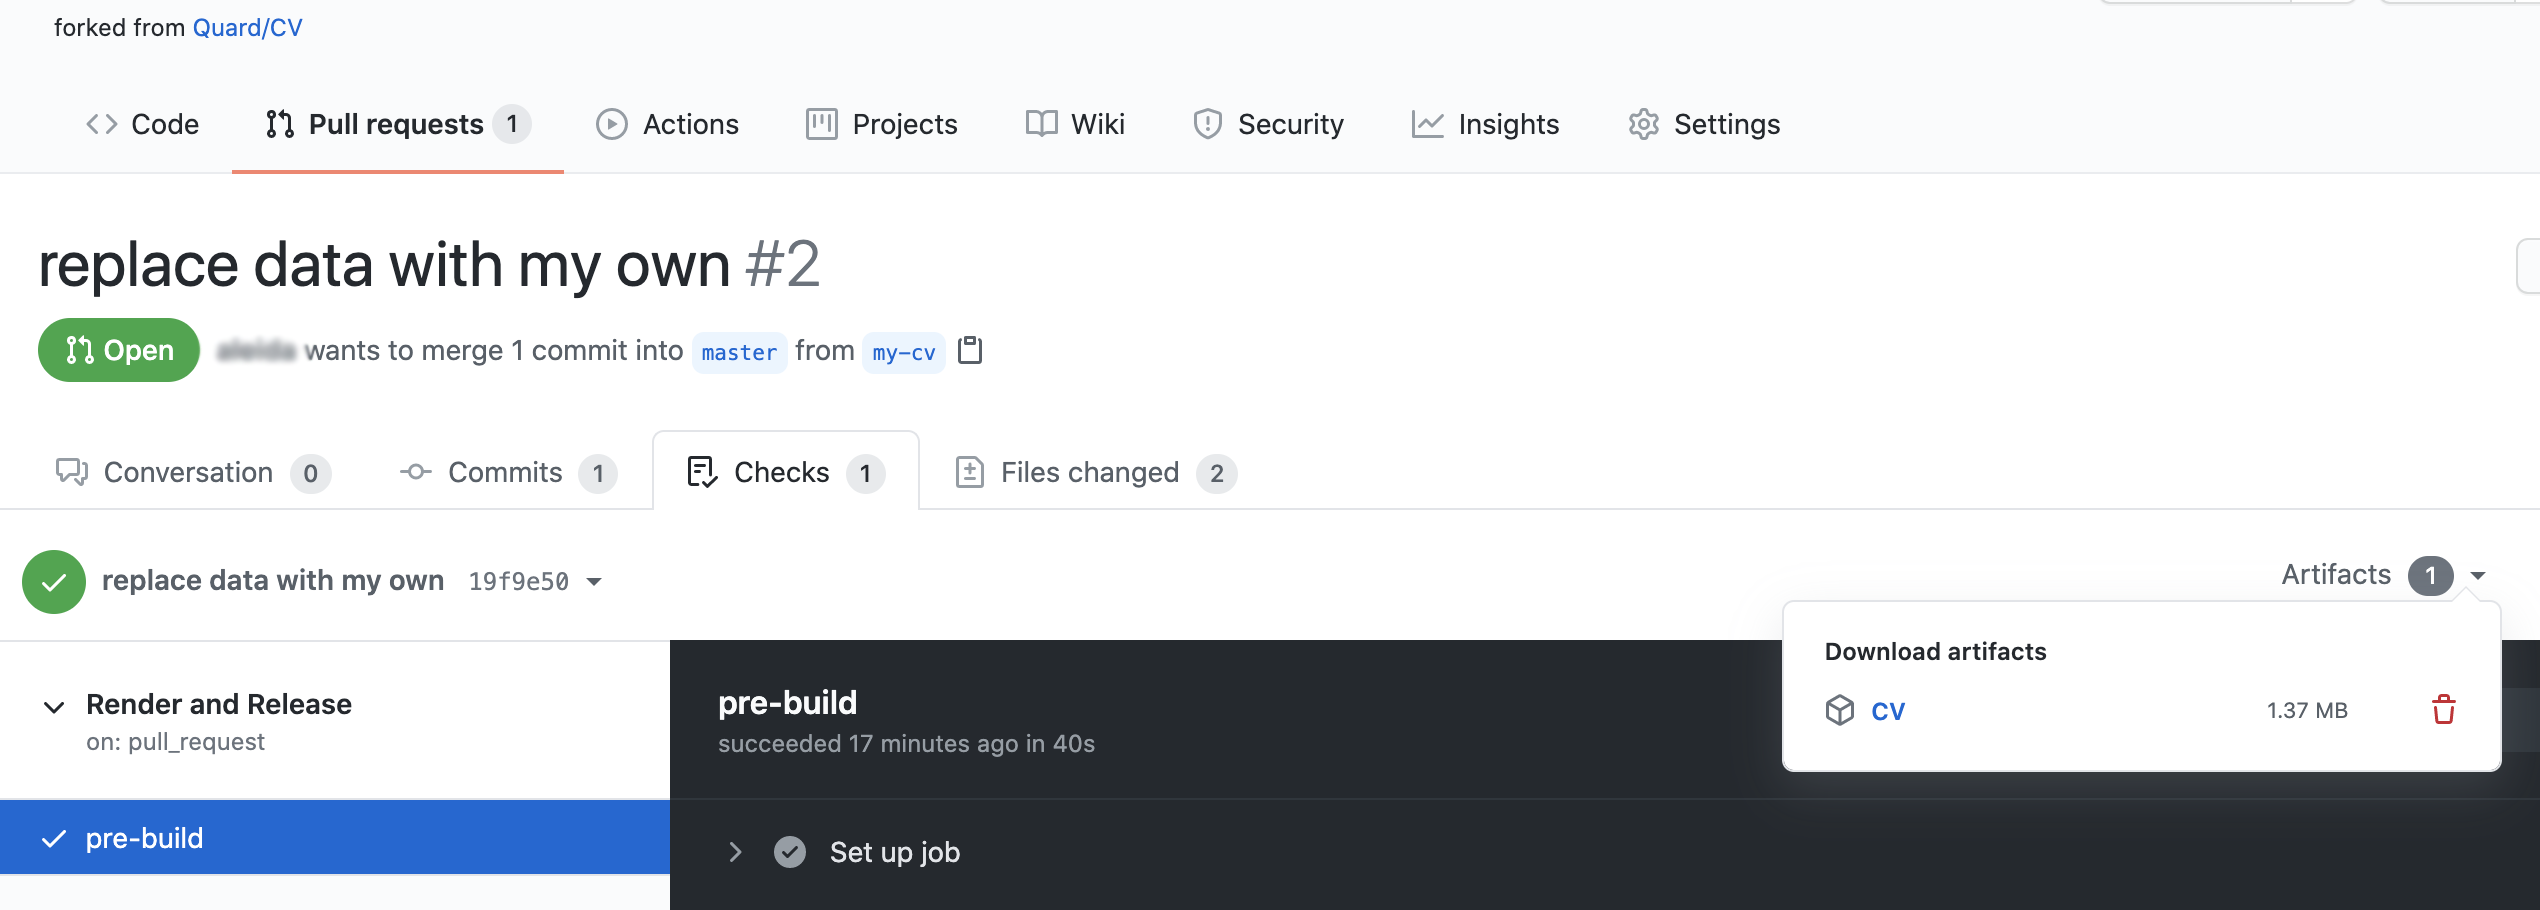 forked from Quard/CV
Code Pull requests 1 Actions Projects Wiki Security Insights Settings
replace data with my own #2
Open wants to merge 1 commit into master from my-cv
Conversation 0 Commits 1 Checks 1 Files changed 2
replace data with my own 19f9e50 Artifacts 1
Download artifacts
CV 1.37 MB
Render and Release
on: pull_request
pre-build
pre-build
succeeded 17 minutes ago in 40s
Set up job